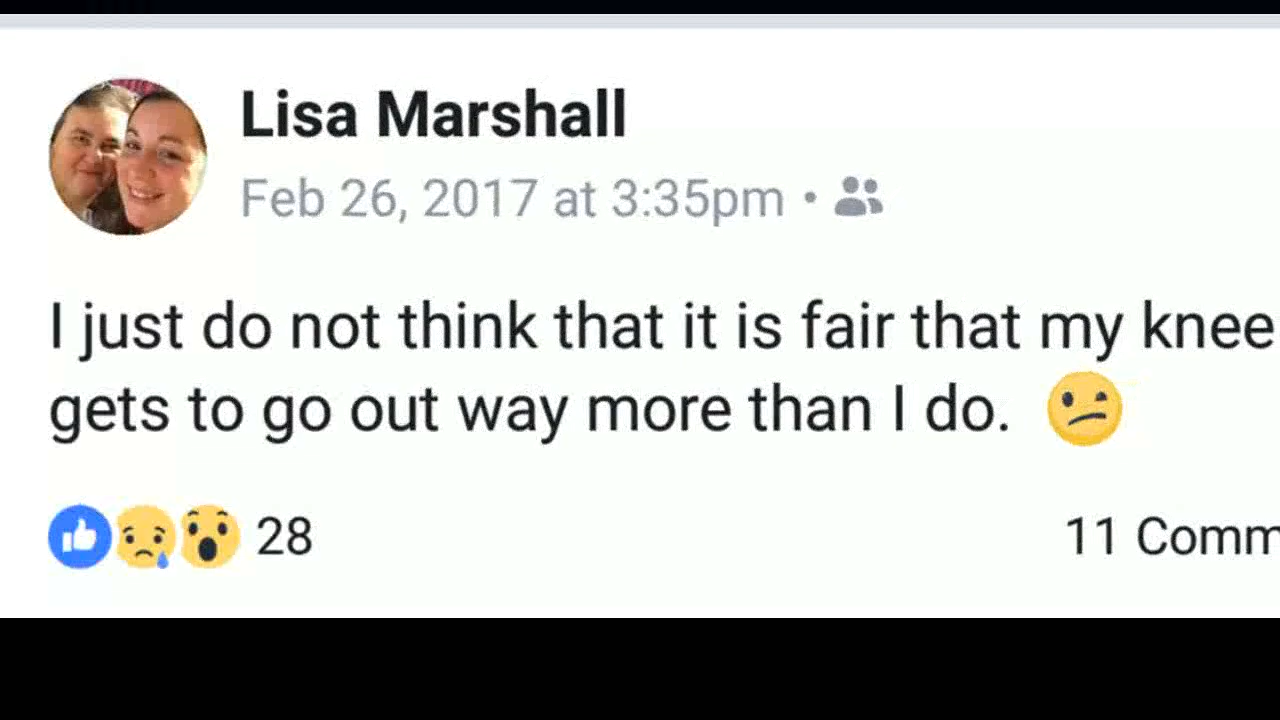 Lisa Marshall
Feb 26, 2017 at 3:35pm •
I just do not think that it is fair that my knee
gets to go out way more than I do. 😕
28
11 Comm